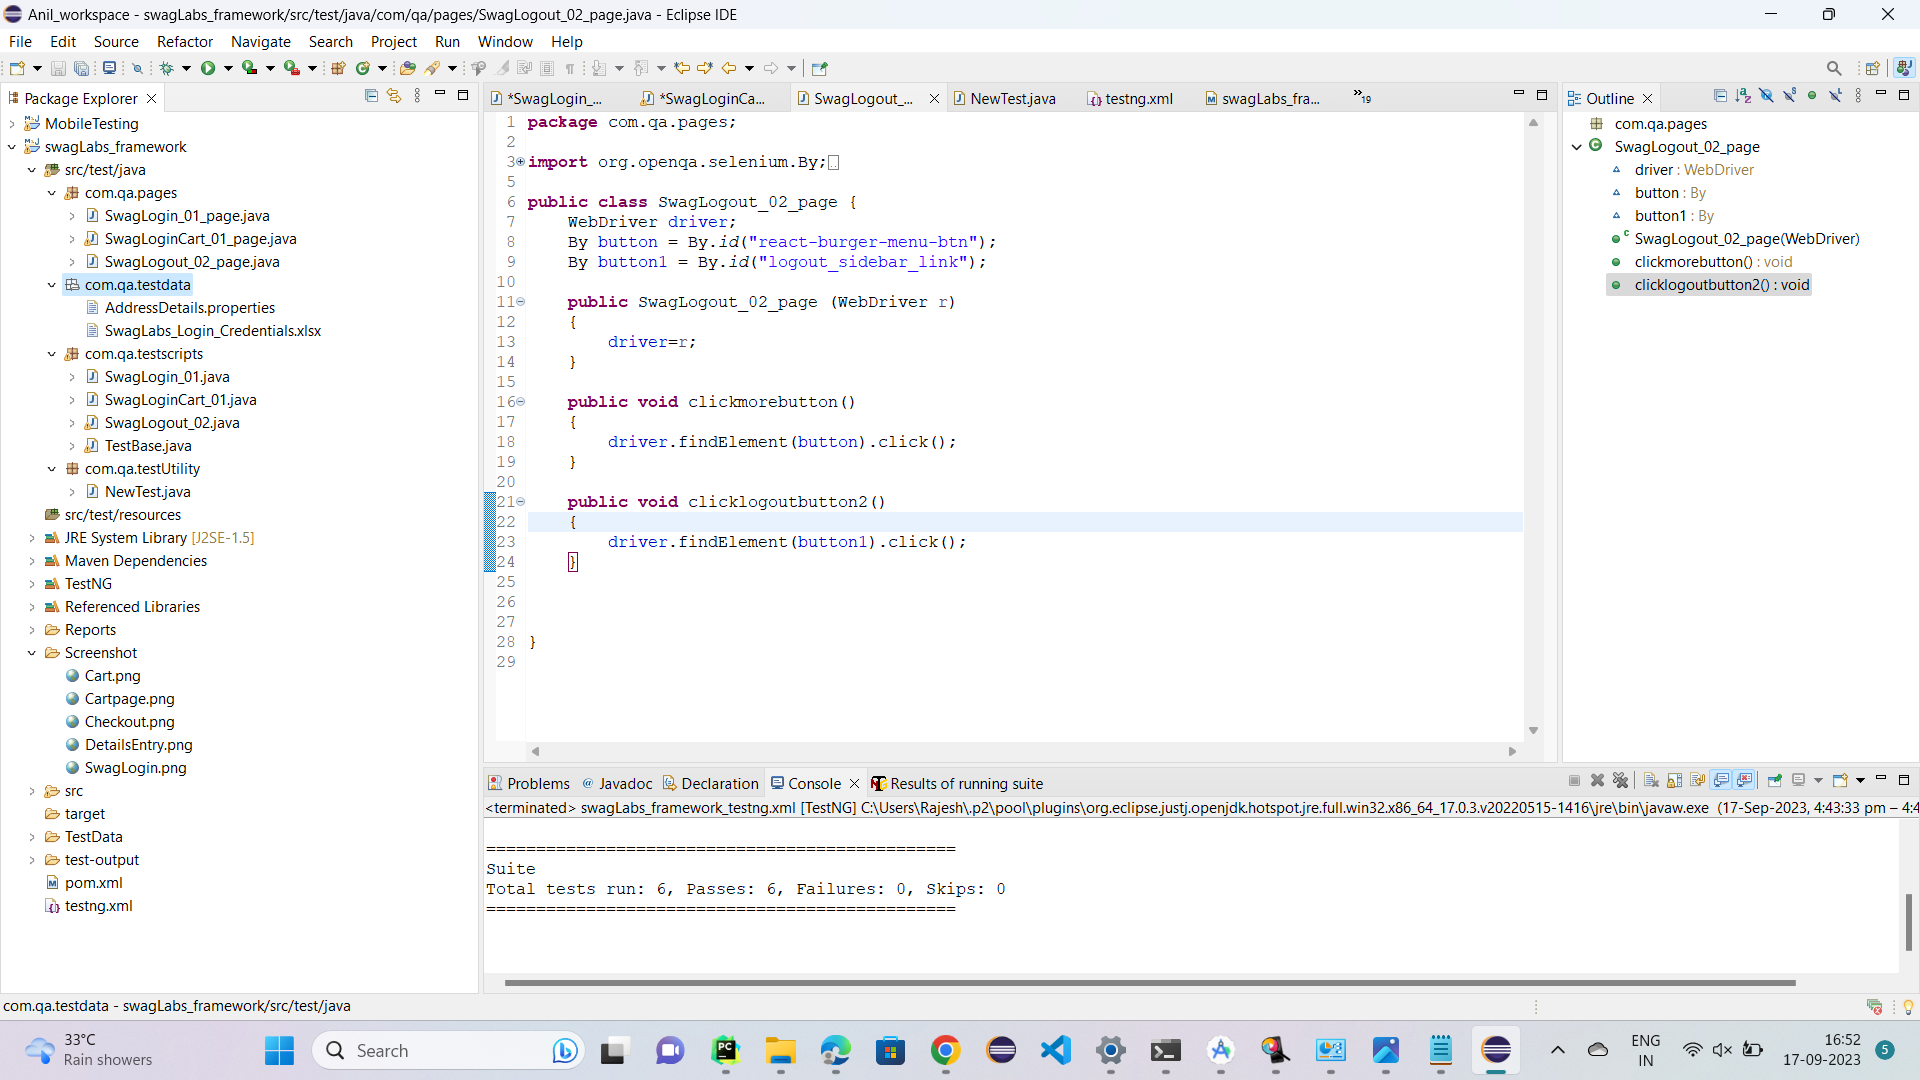 Anil_workspace - swagLabs_framework/src/test/java/com/qa/pages/SwagLogout_02_page.java - Eclipse IDE
File Edit Source Refactor Navigate Search Project Run Window Help
Package Explorer
MobileTesting
swagLabs_framework
src/test/java
com.qa.pages
SwagLogin_01_page.java
SwagLoginCart_01_page.java
SwagLogout_02_page.java
com.qa.testdata
AddressDetails.properties
SwagLabs_Login_Credentials.xlsx
com.qa.testscripts
SwagLogin_01.java
SwagLoginCart_01.java
SwagLogout_02.java
TestBase.java
com.qa.testUtility
NewTest.java
src/test/resources
JRE System Library [J2SE-1.5]
Maven Dependencies
TestNG
Referenced Libraries
Reports
Screenshot
Cart.png
Cartpage.png
Checkout.png
DetailsEntry.png
SwagLogin.png
src
target
TestData
test-output
pom.xml
testng.xml
*SwagLogin_... *SwagLoginCa... SwagLogout_... NewTest.java testng.xml swagLabs_fra... »19
1 package com.qa.pages;
2
3 import org.openqa.selenium.By;
5
6 public class SwagLogout_02_page {
7 WebDriver driver;
8 By button = By.id("react-burger-menu-btn");
9 By button1 = By.id("logout_sidebar_link");
10
11 public SwagLogout_02_page (WebDriver r)
12 {
13 driver=r;
14 }
15
16 public void clickmorebutton()
17 {
18 driver.findElement(button).click();
19 }
20
21 public void clicklogoutbutton2()
22 {
23 driver.findElement(button1).click();
24 }
25
26
27
28 }
29
Outline
com.qa.pages
SwagLogout_02_page
driver : WebDriver
button : By
button1 : By
SwagLogout_02_page(WebDriver)
clickmorebutton() : void
clicklogoutbutton2() : void
Problems Javadoc Declaration Console Results of running suite
<terminated> swagLabs_framework_testng.xml [TestNG] C:\Users\Rajesh\.p2\pool\plugins\org.eclipse.justj.openjdk.hotspot.jre.full.win32.x86_64_17.0.3.v20220515-1416\jre\bin\javaw.exe (17-Sep-2023, 4:43:33 pm – 4:4
===============================================
Suite
Total tests run: 6, Passes: 6, Failures: 0, Skips: 0
===============================================
com.qa.testdata - swagLabs_framework/src/test/java
33°C
Rain showers
Search
ENG
IN
16:52
17-09-2023
5